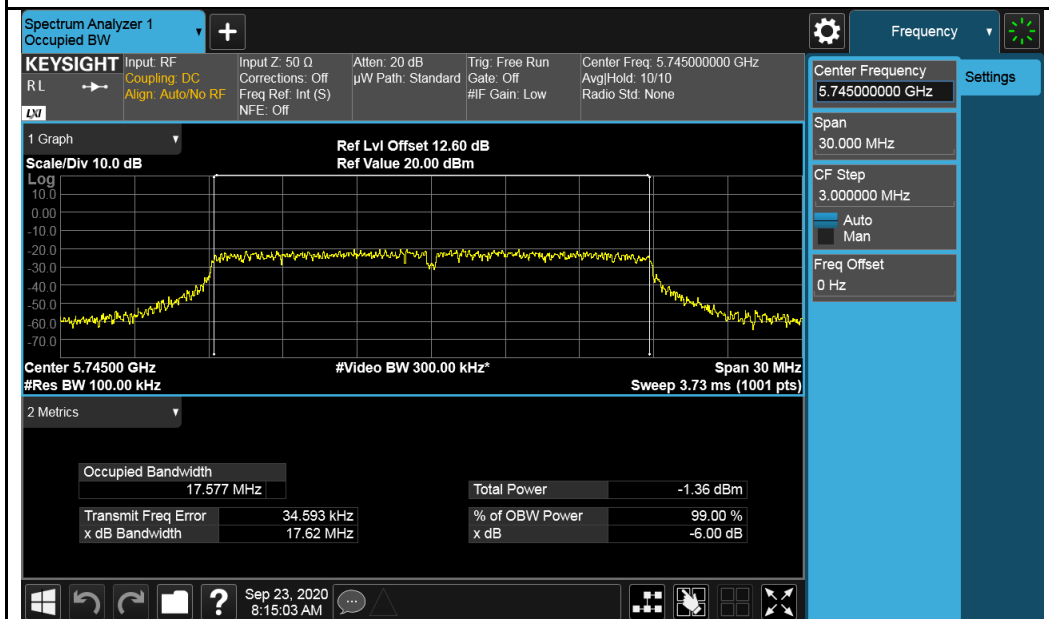 Spectrum Analyzer 1
Occupied BW
+
Frequency
KEYSIGHT
RL
LXI
Input: RF
Coupling: DC
Align: Auto/No RF
Input Z: 50 Ω
Corrections: Off
Freq Ref: Int (S)
NFE: Off
Atten: 20 dB
µW Path: Standard
Trig: Free Run
Gate: Off
#IF Gain: Low
Center Freq: 5.745000000 GHz
Avg|Hold: 10/10
Radio Std: None
Center Frequency
5.745000000 GHz
Settings
Span
30.000 MHz
CF Step
3.000000 MHz
Auto
Man
Freq Offset
0 Hz
1 Graph
Ref Lvl Offset 12.60 dB
Scale/Div 10.0 dB
Ref Value 20.00 dBm
Log
10.0
0.00
-10.0
-20.0
-30.0
-40.0
-50.0
-60.0
-70.0
Center 5.74500 GHz
#Video BW 300.00 kHz*
Span 30 MHz
#Res BW 100.00 kHz
Sweep 3.73 ms (1001 pts)
2 Metrics
Occupied Bandwidth
17.577 MHz
Total Power -1.36 dBm
Transmit Freq Error 34.593 kHz
% of OBW Power 99.00 %
x dB Bandwidth 17.62 MHz
x dB -6.00 dB
?
Sep 23, 2020
8:15:03 AM